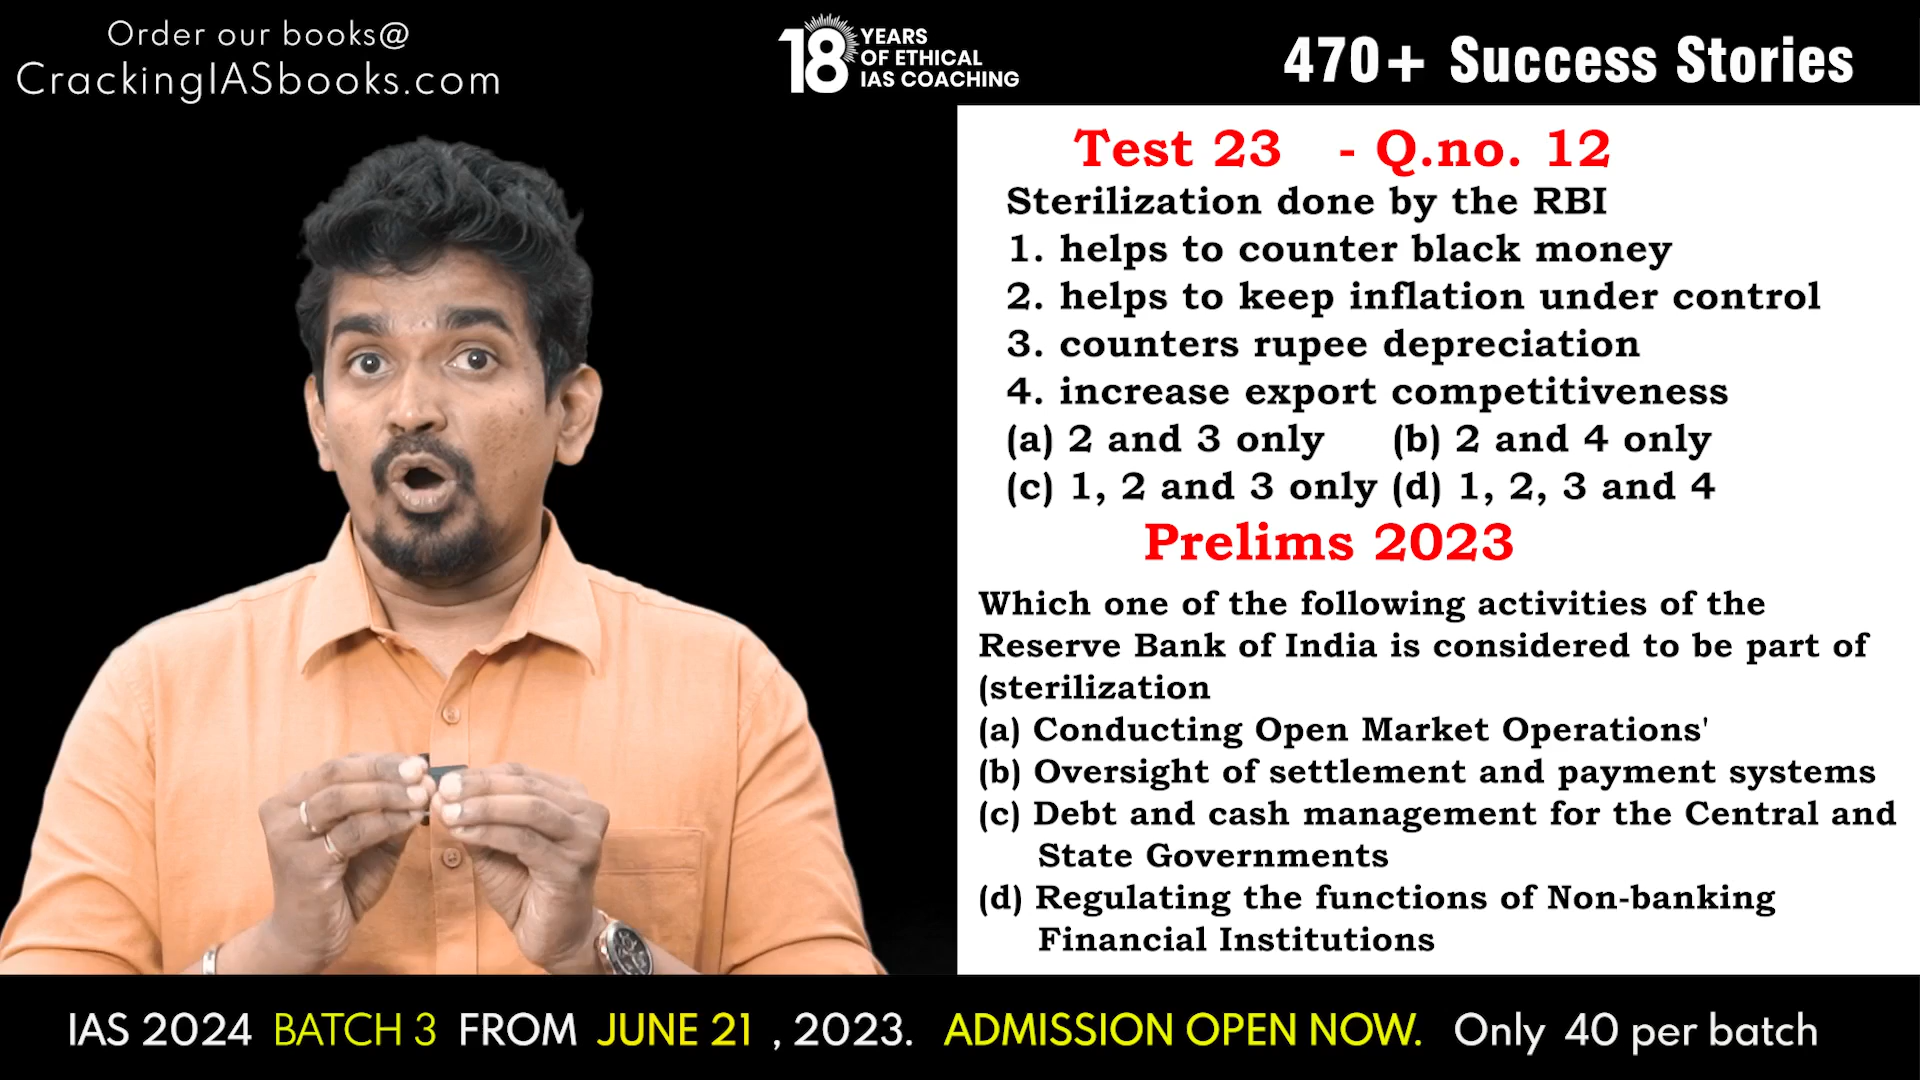 Order our books@
CrackingIASbooks.com
18 YEARS
OF ETHICAL
IAS COACHING
470+ Success Stories
Test 23 - Q.no. 12
Sterilization done by the RBI
1. helps to counter black money
2. helps to keep inflation under control
3. counters rupee depreciation
4. increase export competitiveness
(a) 2 and 3 only (b) 2 and 4 only
(c) 1, 2 and 3 only (d) 1, 2, 3 and 4
Prelims 2023
Which one of the following activities of the
Reserve Bank of India is considered to be part of
(sterilization
(a) Conducting Open Market Operations'
(b) Oversight of settlement and payment systems
(c) Debt and cash management for the Central and
State Governments
(d) Regulating the functions of Non-banking
Financial Institutions
IAS 2024 BATCH 3 FROM JUNE 21 , 2023. ADMISSION OPEN NOW. Only 40 per batch